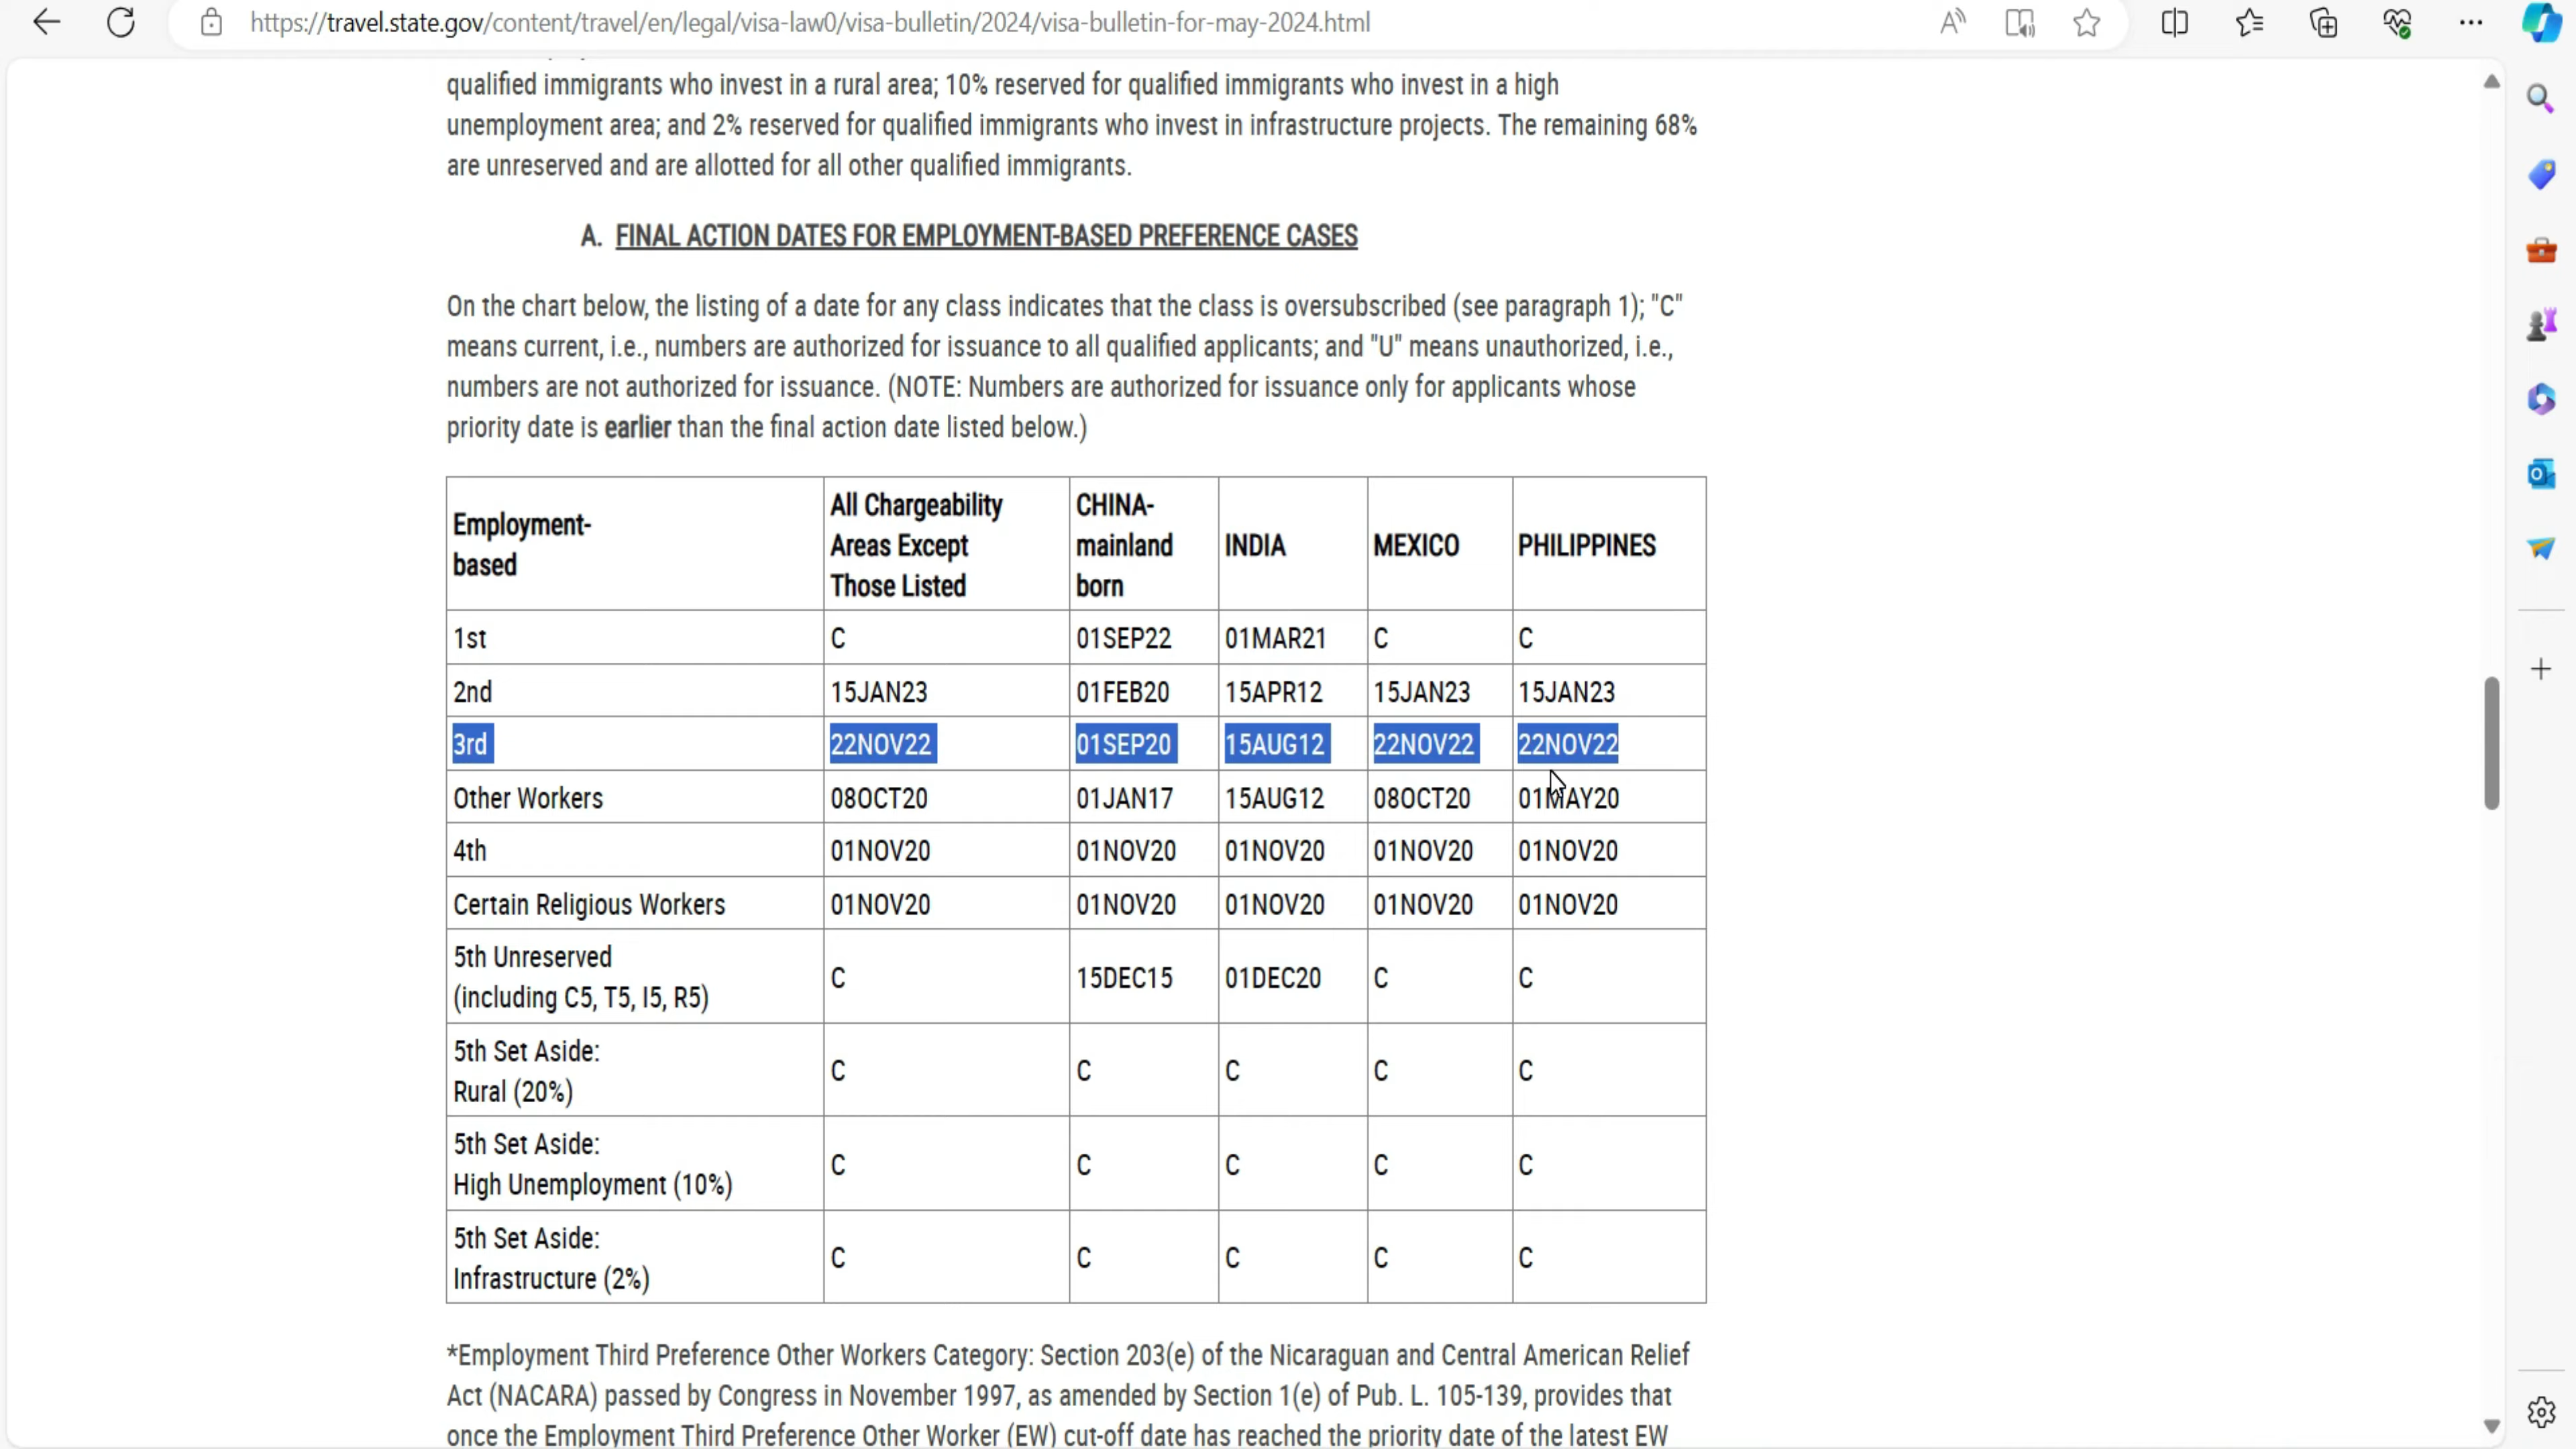 https://travel.state.gov/content/travel/en/legal/visa-law0/visa-bulletin/2024/visa-bulletin-for-may-2024.html
qualified immigrants who invest in a rural area; 10% reserved for qualified immigrants who invest in a high
unemployment area; and 2% reserved for qualified immigrants who invest in infrastructure projects. The remaining 68%
are unreserved and are allotted for all other qualified immigrants.
A. FINAL ACTION DATES FOR EMPLOYMENT-BASED PREFERENCE CASES
On the chart below, the listing of a date for any class indicates that the class is oversubscribed (see paragraph 1); "C"
means current, i.e., numbers are authorized for issuance to all qualified applicants; and "U" means unauthorized, i.e.,
numbers are not authorized for issuance. (NOTE: Numbers are authorized for issuance only for applicants whose
priority date is earlier than the final action date listed below.)
Employment-
based
All Chargeability
Areas Except
Those Listed
CHINA-
mainland
born
INDIA
MEXICO
PHILIPPINES
1st C 01SEP22 01MAR21 C C
2nd 15JAN23 01FEB20 15APR12 15JAN23 15JAN23
3rd 22NOV22 01SEP20 15AUG12 22NOV22 22NOV22
Other Workers 08OCT20 01JAN17 15AUG12 08OCT20 01MAY20
4th 01NOV20 01NOV20 01NOV20 01NOV20 01NOV20
Certain Religious Workers 01NOV20 01NOV20 01NOV20 01NOV20 01NOV20
5th Unreserved
(including C5, T5, I5, R5)
C 15DEC15 01DEC20 C C
5th Set Aside:
Rural (20%)
C C C C C
5th Set Aside:
High Unemployment (10%)
C C C C C
5th Set Aside:
Infrastructure (2%)
C C C C C
*Employment Third Preference Other Workers Category: Section 203(e) of the Nicaraguan and Central American Relief
Act (NACARA) passed by Congress in November 1997, as amended by Section 1(e) of Pub. L. 105-139, provides that
once the Employment Third Preference Other Worker (EW) cut-off date has reached the priority date of the latest EW